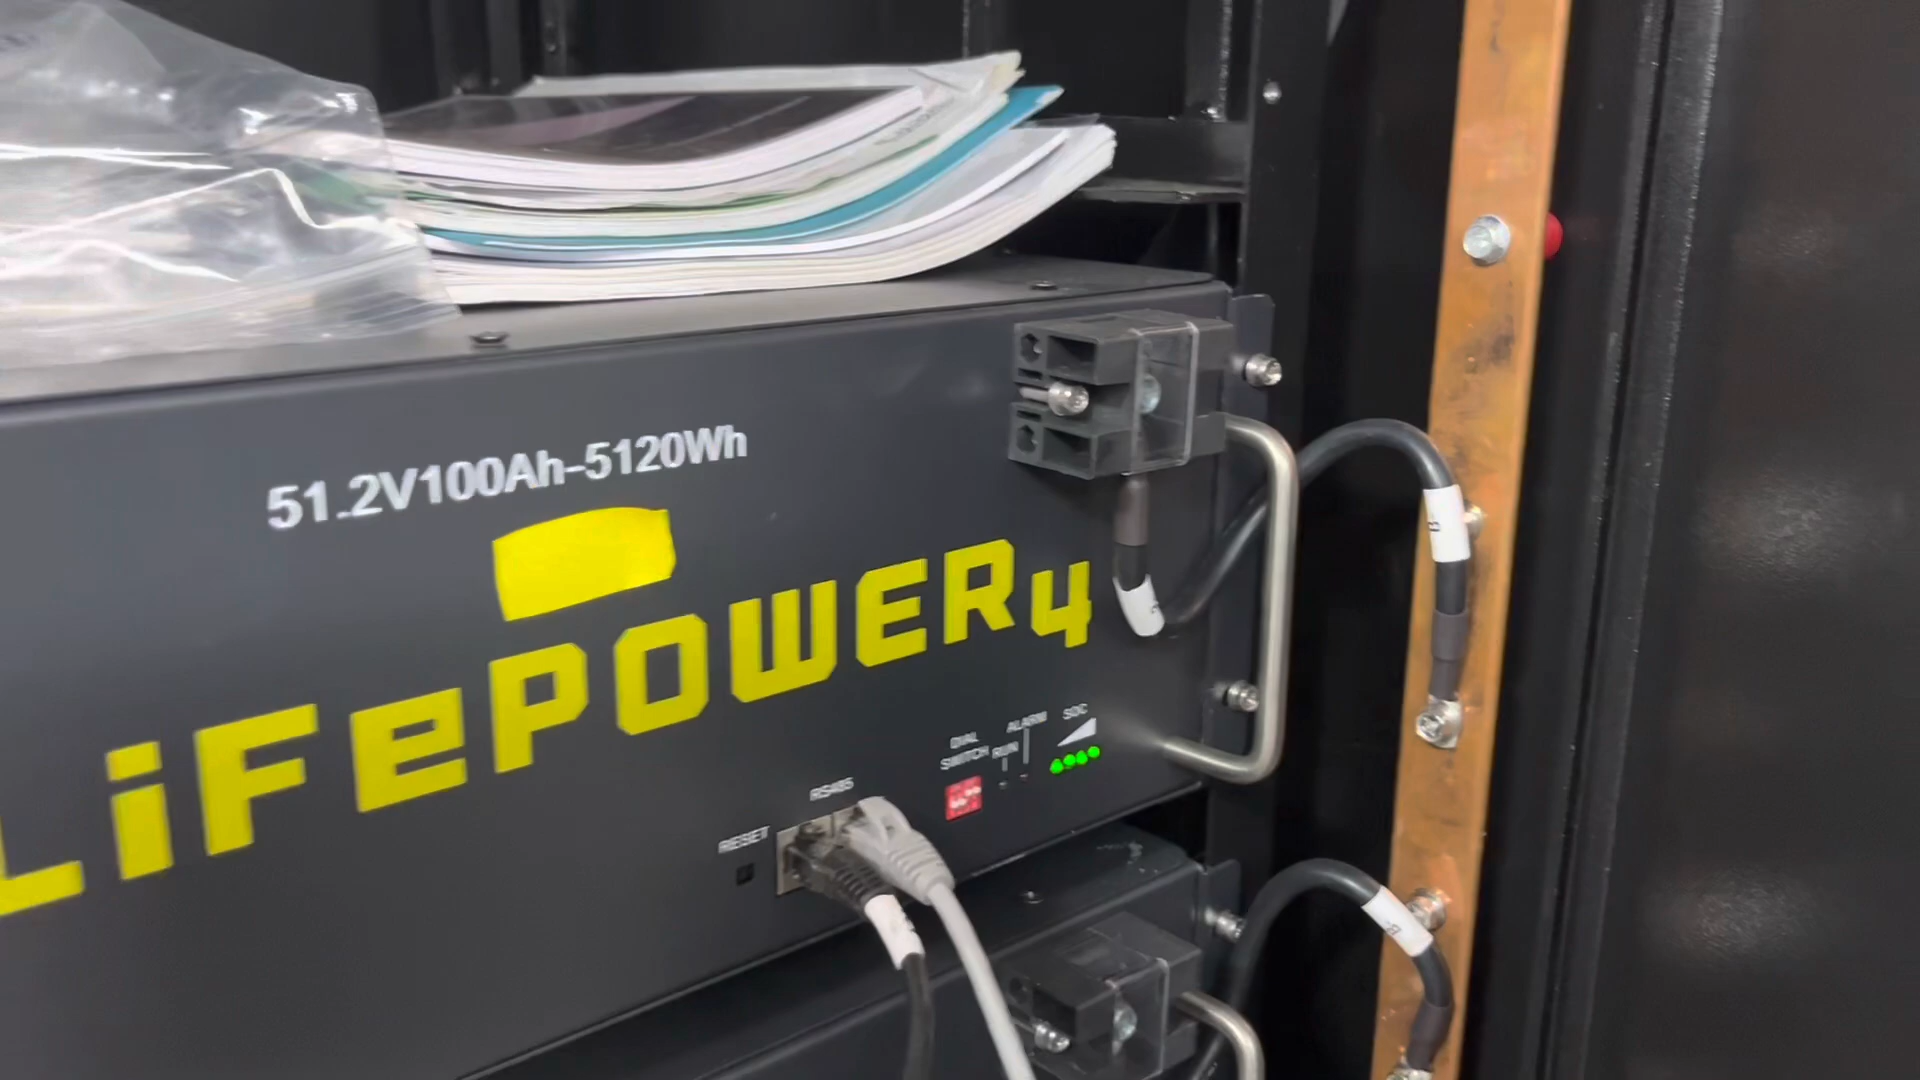 51.2V100Ah-5120Wh
LiFePOWER4
DIAL
SWITCH
RUN
ALARM
SOC
RS485
RESET
B
B